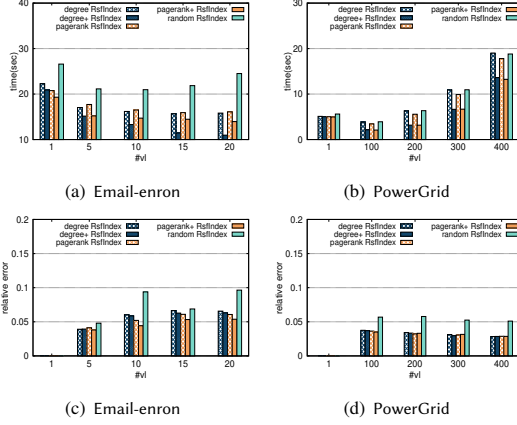 degree RsfIndex
degree+ RsfIndex
pagerank RsfIndex
pagerank+ RsfIndex
random RsfIndex
time(sec)
40
30
20
10
1 5 10 15 20
#vl
(a) Email-enron
degree RsfIndex
degree+ RsfIndex
pagerank RsfIndex
pagerank+ RsfIndex
random RsfIndex
time(sec)
30
20
10
0
1 100 200 300 400
#vl
(b) PowerGrid
degree RsfIndex
degree+ RsfIndex
pagerank RsfIndex
pagerank+ RsfIndex
random RsfIndex
relative error
0.2
0.15
0.1
0.05
0
1 5 10 15 20
#vl
(c) Email-enron
degree RsfIndex
degree+ RsfIndex
pagerank RsfIndex
pagerank+ RsfIndex
random RsfIndex
relative error
0.2
0.15
0.1
0.05
0
1 100 200 300 400
#vl
(d) PowerGrid